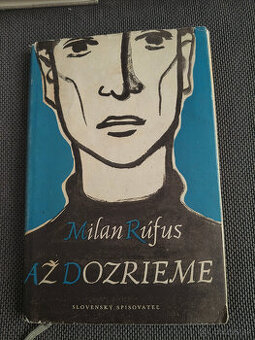 Milan Rúfus
AŽ DOZRIEME
SLOVENSKÝ SPISOVATEĽ